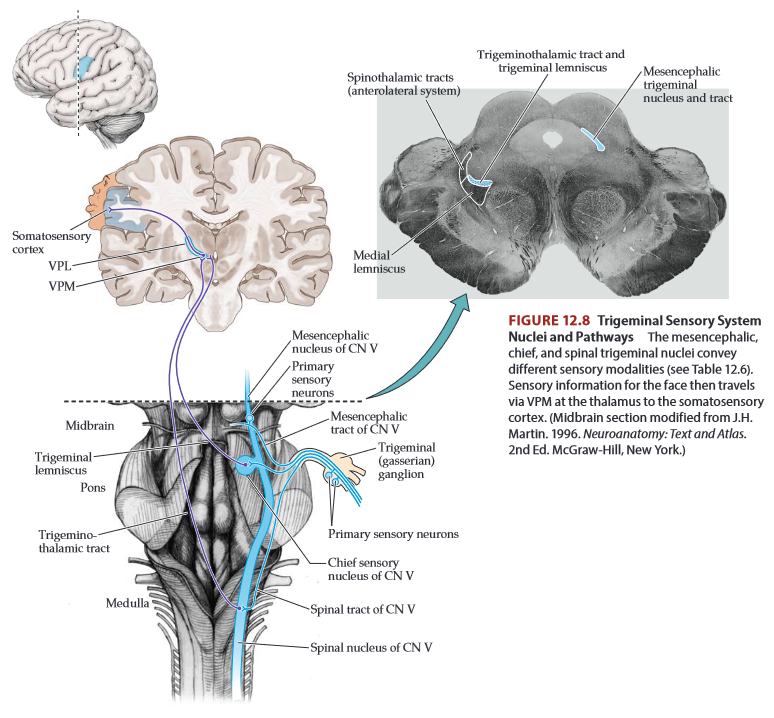 Trigeminothalamic tract and
trigeminal lemniscus
Spinothalamic tracts
(anterolateral system)
Mesencephalic
trigeminal
nucleus and tract
Somatosensory
cortex
VPL
VPM
Medial
lemniscus
FIGURE 12.8 Trigeminal Sensory System
Nuclei and Pathways The mesencephalic,
chief, and spinal trigeminal nuclei convey
different sensory modalities (see Table 12.6).
Sensory information for the face then travels
via VPM at the thalamus to the somatosensory
cortex. (Midbrain section modified from J.H.
Martin. 1996. Neuroanatomy: Text and Atlas.
2nd Ed. McGraw-Hill, New York.)
Mesencephalic
nucleus of CN V
Primary
sensory
neurons
Midbrain
Mesencephalic
tract of CN V
Trigeminal
lemniscus
Trigeminal
(gasserian)
ganglion
Pons
Trigemino-
thalamic tract
Primary sensory neurons
Chief sensory
nucleus of CN V
Medulla
Spinal tract of CN V
Spinal nucleus of CN V